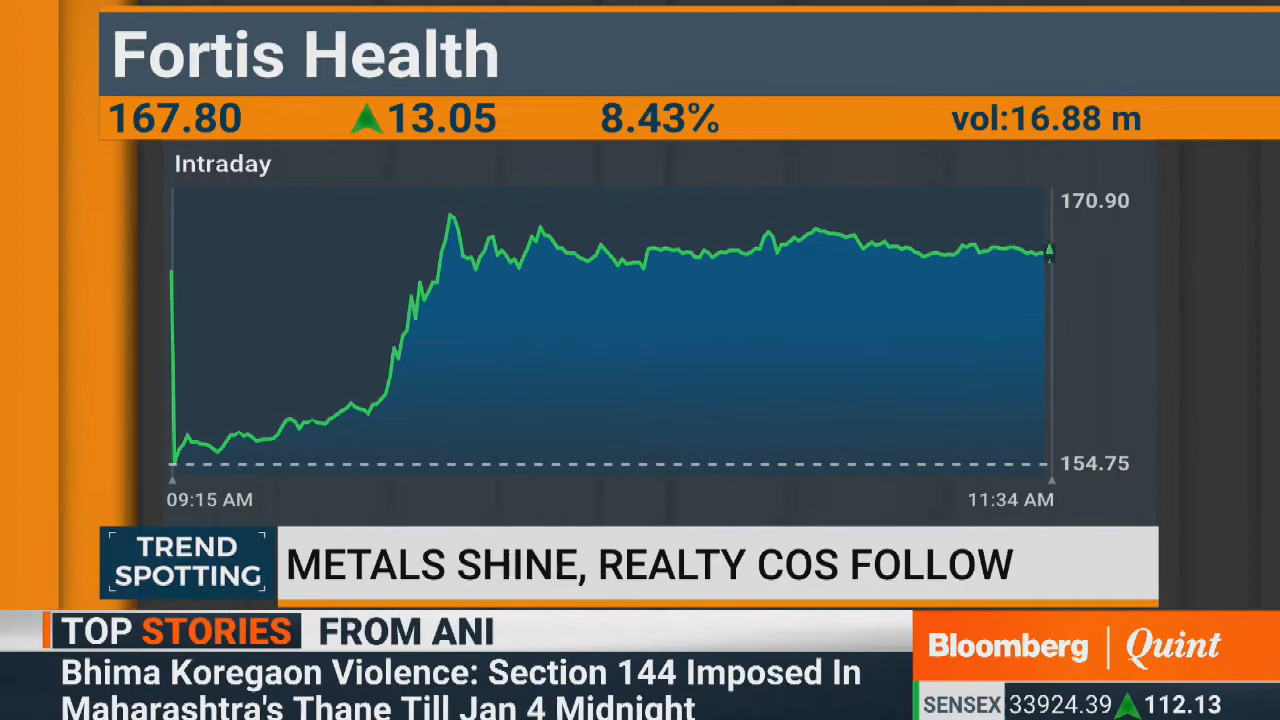 Fortis Health
167.80 13.05 8.43% vol:16.88 m
Intraday
170.90
154.75
09:15 AM 11:34 AM
TREND
SPOTTING
METALS SHINE, REALTY COS FOLLOW
TOP STORIES FROM ANI
Bhima Koregaon Violence: Section 144 Imposed In
Maharashtra's Thane Till Jan 4 Midnight
Bloomberg | Quint
SENSEX 33924.39 112.13